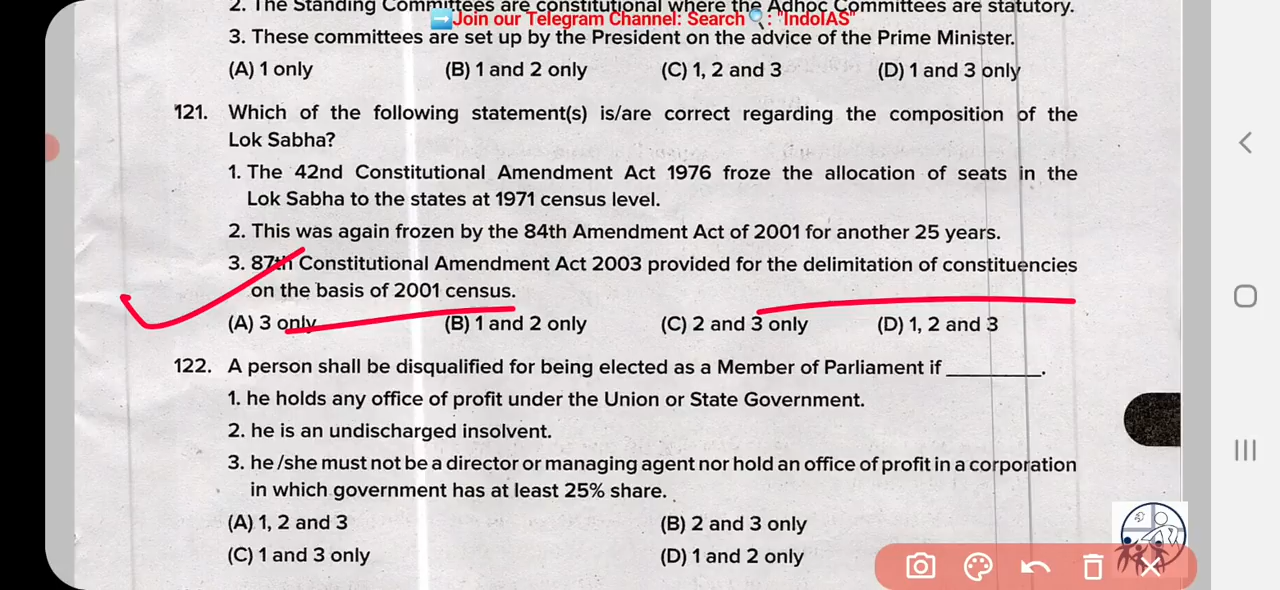 2. The Standing Committees are constitutional where the Adhoc Committees are statutory.
➡️Join our Telegram Channel: Search🔍: "IndoIAS"
3. These committees are set up by the President on the advice of the Prime Minister.
(A) 1 only (B) 1 and 2 only (C) 1, 2 and 3 (D) 1 and 3 only
121. Which of the following statement(s) is/are correct regarding the composition of the
Lok Sabha?
1. The 42nd Constitutional Amendment Act 1976 froze the allocation of seats in the
Lok Sabha to the states at 1971 census level.
2. This was again frozen by the 84th Amendment Act of 2001 for another 25 years.
3. 87th Constitutional Amendment Act 2003 provided for the delimitation of constituencies
on the basis of 2001 census.
(A) 3 only (B) 1 and 2 only (C) 2 and 3 only (D) 1, 2 and 3
122. A person shall be disqualified for being elected as a Member of Parliament if _________.
1. he holds any office of profit under the Union or State Government.
2. he is an undischarged insolvent.
3. he/she must not be a director or managing agent nor hold an office of profit in a corporation
in which government has at least 25% share.
(A) 1, 2 and 3 (B) 2 and 3 only
(C) 1 and 3 only (D) 1 and 2 only